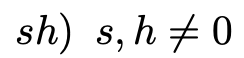 sh) s, h ≠ 0